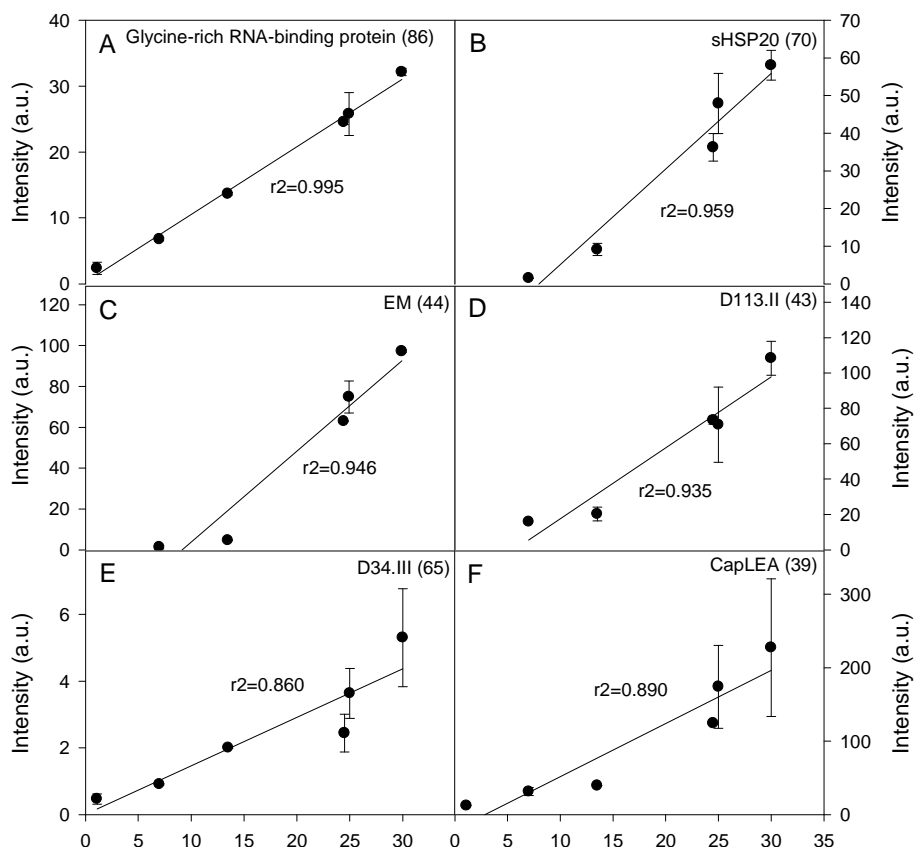 A Glycine-rich RNA-binding protein (86)
40
30
20
10
0
Intensity (a.u.)
r2=0.995
B sHSP20 (70)
70
60
50
40
30
20
10
0
Intensity (a.u.)
r2=0.959
C EM (44)
120
100
80
60
40
20
0
Intensity (a.u.)
r2=0.946
D D113.II (43)
140
120
100
80
60
40
20
0
Intensity (a.u.)
r2=0.935
E D34.III (65)
6
4
2
0
Intensity (a.u.)
r2=0.860
0 5 10 15 20 25 30
F CapLEA (39)
300
200
100
0
Intensity (a.u.)
r2=0.890
0 5 10 15 20 25 30 35